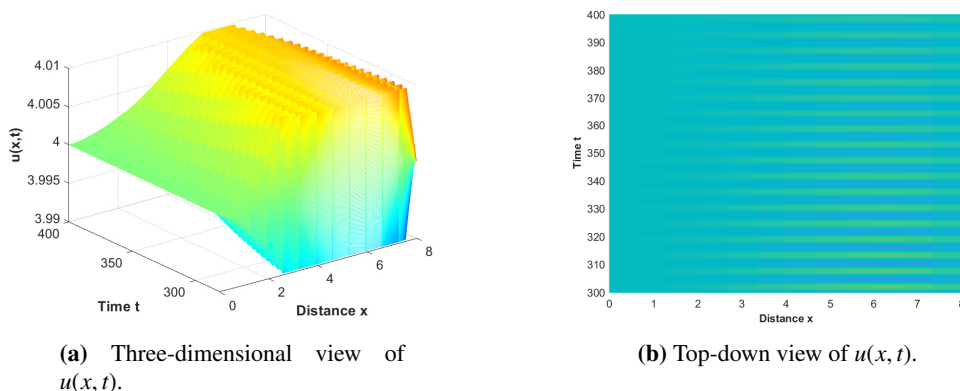 4.01
4.005
4
3.995
3.99
u(x,t)
400
350
300
Time t
0
2
4
6
8
Distance x
400
390
380
370
360
350
340
330
320
310
300
Time t
0 1 2 3 4 5 6 7 8
Distance x
(a) Three-dimensional view of
u(x, t).
(b) Top-down view of u(x, t).